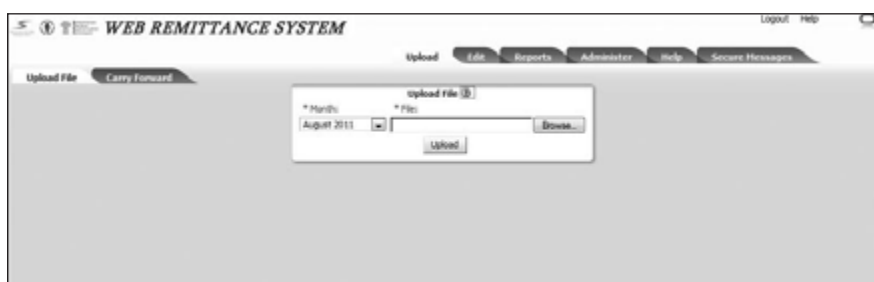 WEB REMITTANCE SYSTEM
Logout Help
Upload Edit Reports Administer Help Secure Messages
Upload File Carry Forward
Upload File
* Month: * File:
August 2011 Browse...
Upload